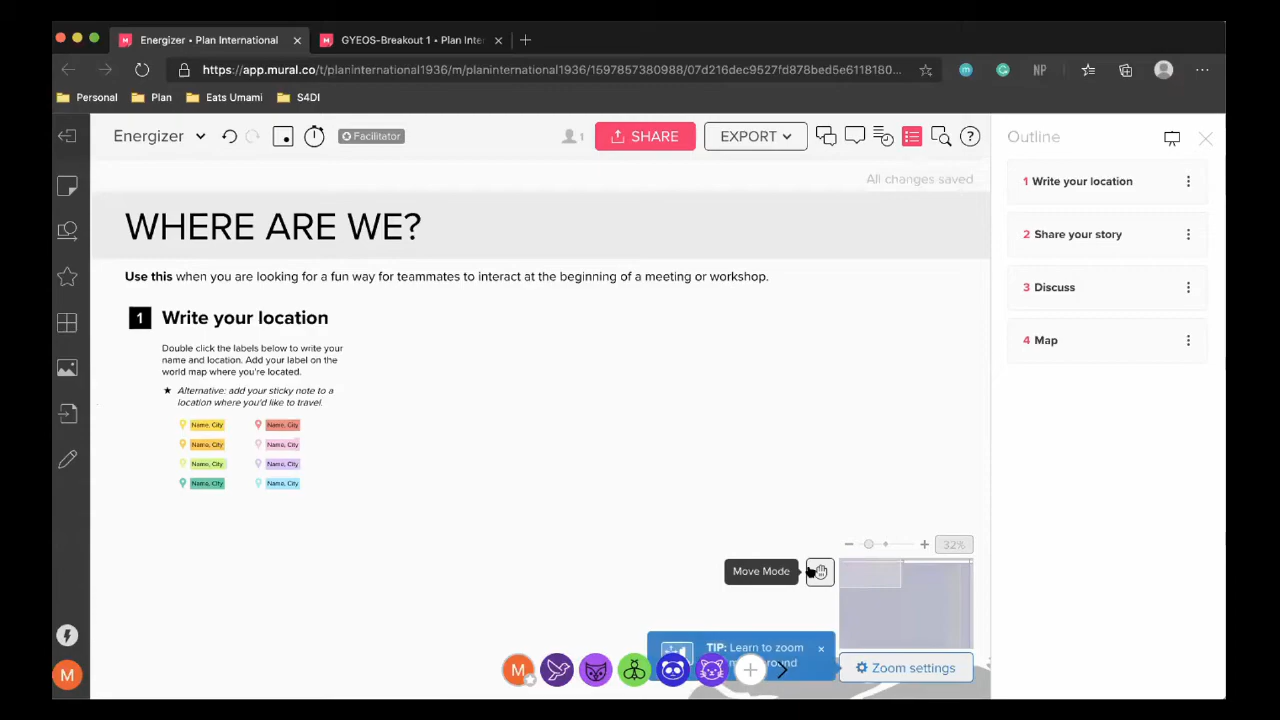 Energizer • Plan International
GYEOS-Breakout 1 • Plan Inte
https://app.mural.co/t/planinternational1936/m/planinternational1936/1597857380988/07d216dec9527fd878bed5e6118180...
NP
Personal
Plan
Eats Umami
S4DI
Energizer
Facilitator
1
SHARE
EXPORT
?
Outline
All changes saved
1 Write your location
2 Share your story
3 Discuss
4 Map
WHERE ARE WE?
Use this when you are looking for a fun way for teammates to interact at the beginning of a meeting or workshop.
1 Write your location
Double click the labels below to write your
name and location. Add your label on the
world map where you're located.
★ Alternative: add your sticky note to a
location where you'd like to travel.
Name, City Name, City
Name, City Name, City
Name, City Name, City
Name, City Name, City
32%
Move Mode
TIP: Learn to zoom
Zoom settings
M
M